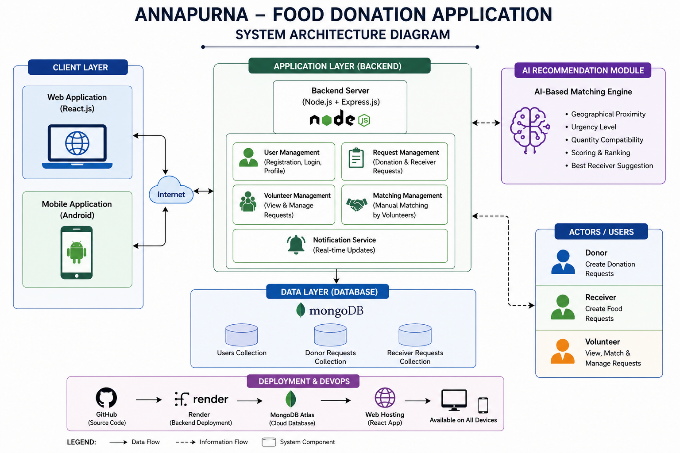 ANNAPURNA – FOOD DONATION APPLICATION
SYSTEM ARCHITECTURE DIAGRAM
CLIENT LAYER
Web Application
(React.js)
Mobile Application
(Android)
Internet
APPLICATION LAYER (BACKEND)
Backend Server
(Node.js + Express.js)
node JS
User Management
(Registration, Login,
Profile)
Request Management
(Donation & Receiver
Requests)
Volunteer Management
(View & Manage
Requests)
Matching Management
(Manual Matching
by Volunteers)
Notification Service
(Real-time Updates)
DATA LAYER (DATABASE)
mongoDB
Users Collection
Donor Requests
Collection
Receiver Requests
Collection
AI RECOMMENDATION MODULE
AI-Based Matching Engine
• Geographical Proximity
• Urgency Level
• Quantity Compatibility
• Scoring & Ranking
• Best Receiver Suggestion
ACTORS / USERS
Donor
Create Donation
Requests
Receiver
Create Food
Requests
Volunteer
View, Match &
Manage Requests
DEPLOYMENT & DEVOPS
GitHub
(Source Code)
render
Render
(Backend Deployment)
MongoDB Atlas
(Cloud Database)
Web Hosting
(React App)
Available on All Devices
LEGEND:
Data Flow
Information Flow
System Component